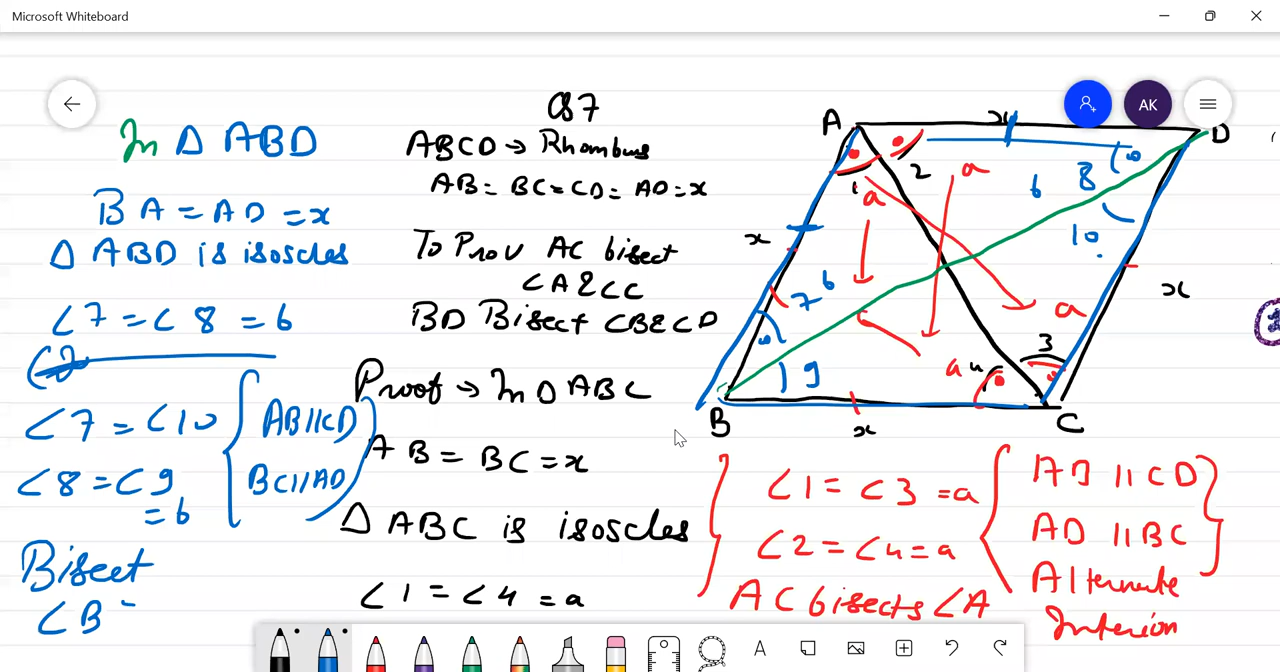 Microsoft Whiteboard
AK
Q7
ABCD → Rhombus
AB = BC = CD = AD = x
To Prov AC bisect
∠A & ∠C
BD Bisect ∠B & ∠D
Proof → In Δ ABC
AB = BC = x
Δ ABC is isoscles
∠1 = ∠4 = a
In Δ ABD
BA = AD = x
Δ ABD is isoscles
∠7 = ∠8 = b
∠7 = ∠10 { AB || CD
∠8 = ∠9 BC || AD }
= b
Bisect
∠B
A
x
D
1
2
a
a
b
8
10
x
7
b
x
9
a
3
a
4
B
x
C
∠1 = ∠3 = a { AB || CD
∠2 = ∠4 = a AD || BC }
AC bisects ∠A
Alternate
Interior
A